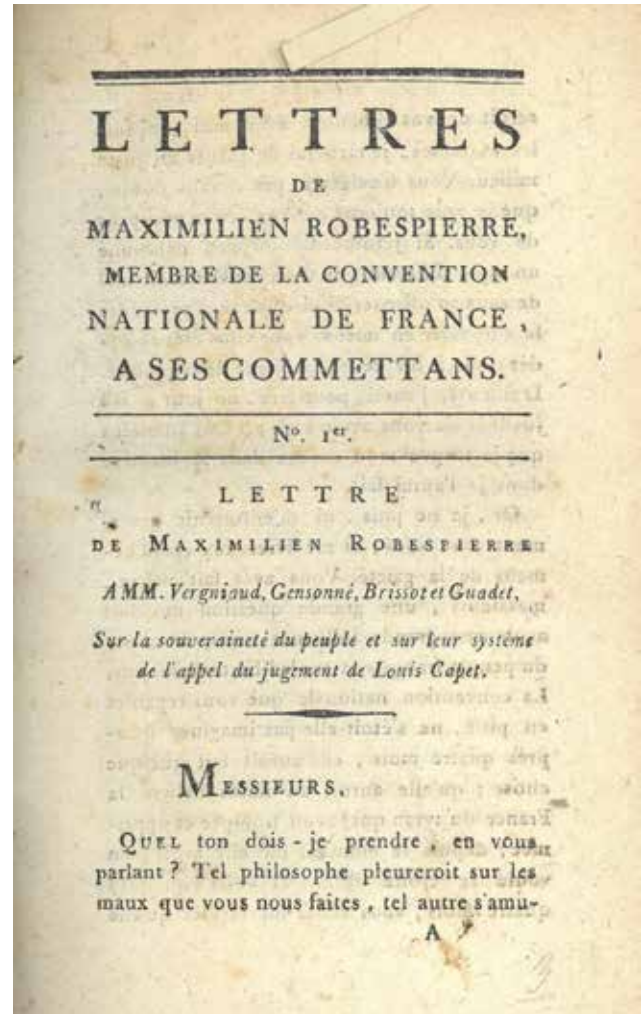 LETTRES
DE
MAXIMILIEN ROBESPIERRE,
MEMBRE DE LA CONVENTION
NATIONALE DE FRANCE,
A SES COMMETTANS.
Nº. 1er.
LETTRE
DE MAXIMILIEN ROBESPIERRE
A MM. Vergniaud, Gensonné, Brissot et Guadet,
Sur la souveraineté du peuple et sur leur système
de l'appel du jugement de Louis Capet.
MESSIEURS,
QUEL ton dois-je prendre, en vous
parlant? Tel philosophe pleureroit sur les
maux que vous nous faites, tel autre s'amu-
A